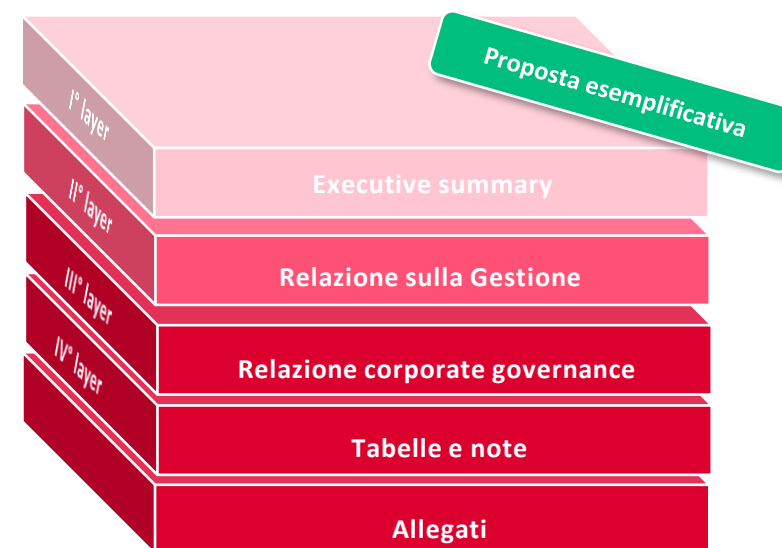 Proposta esemplificativa
I° layer
Executive summary
II° layer
Relazione sulla Gestione
III° layer
Relazione corporate governance
IV° layer
Tabelle e note
Allegati